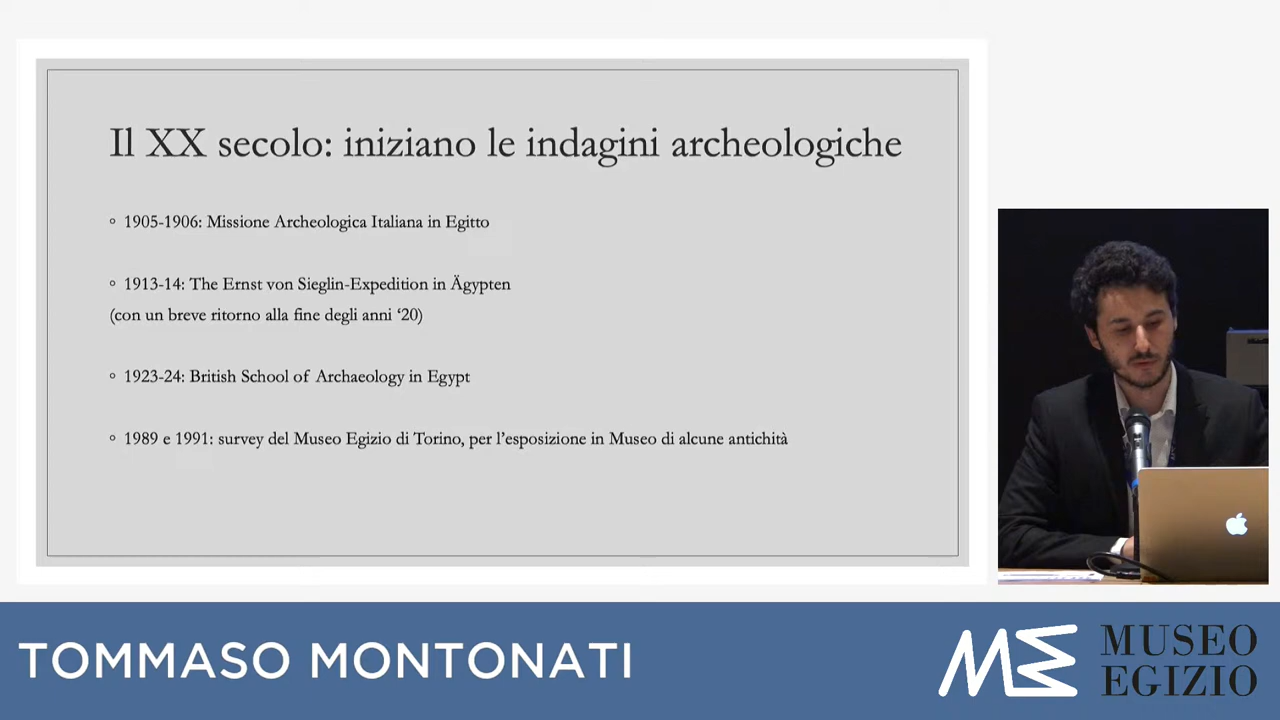 Il XX secolo: iniziano le indagini archeologiche
◦ 1905-1906: Missione Archeologica Italiana in Egitto
◦ 1913-14: The Ernst von Sieglin-Expedition in Ägypten
(con un breve ritorno alla fine degli anni ‘20)
◦ 1923-24: British School of Archaeology in Egypt
◦ 1989 e 1991: survey del Museo Egizio di Torino, per l’esposizione in Museo di alcune antichità
TOMMASO MONTONATI
ME
MUSEO
EGIZIO